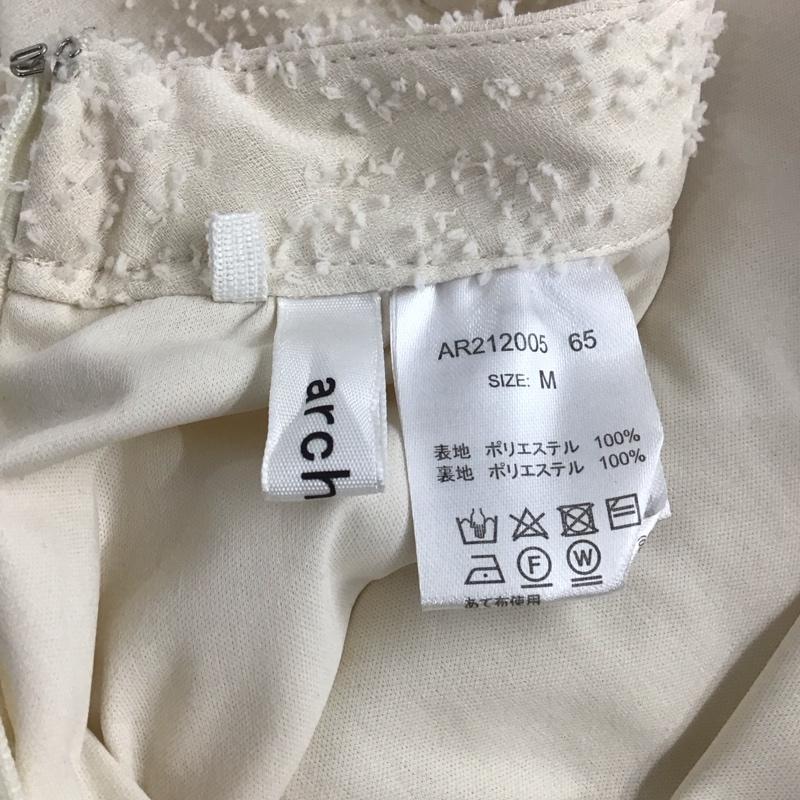 arch
AR212005 65
SIZE: M
表地 ポリエステル 100%
裏地 ポリエステル 100%
F
W
あて布使用